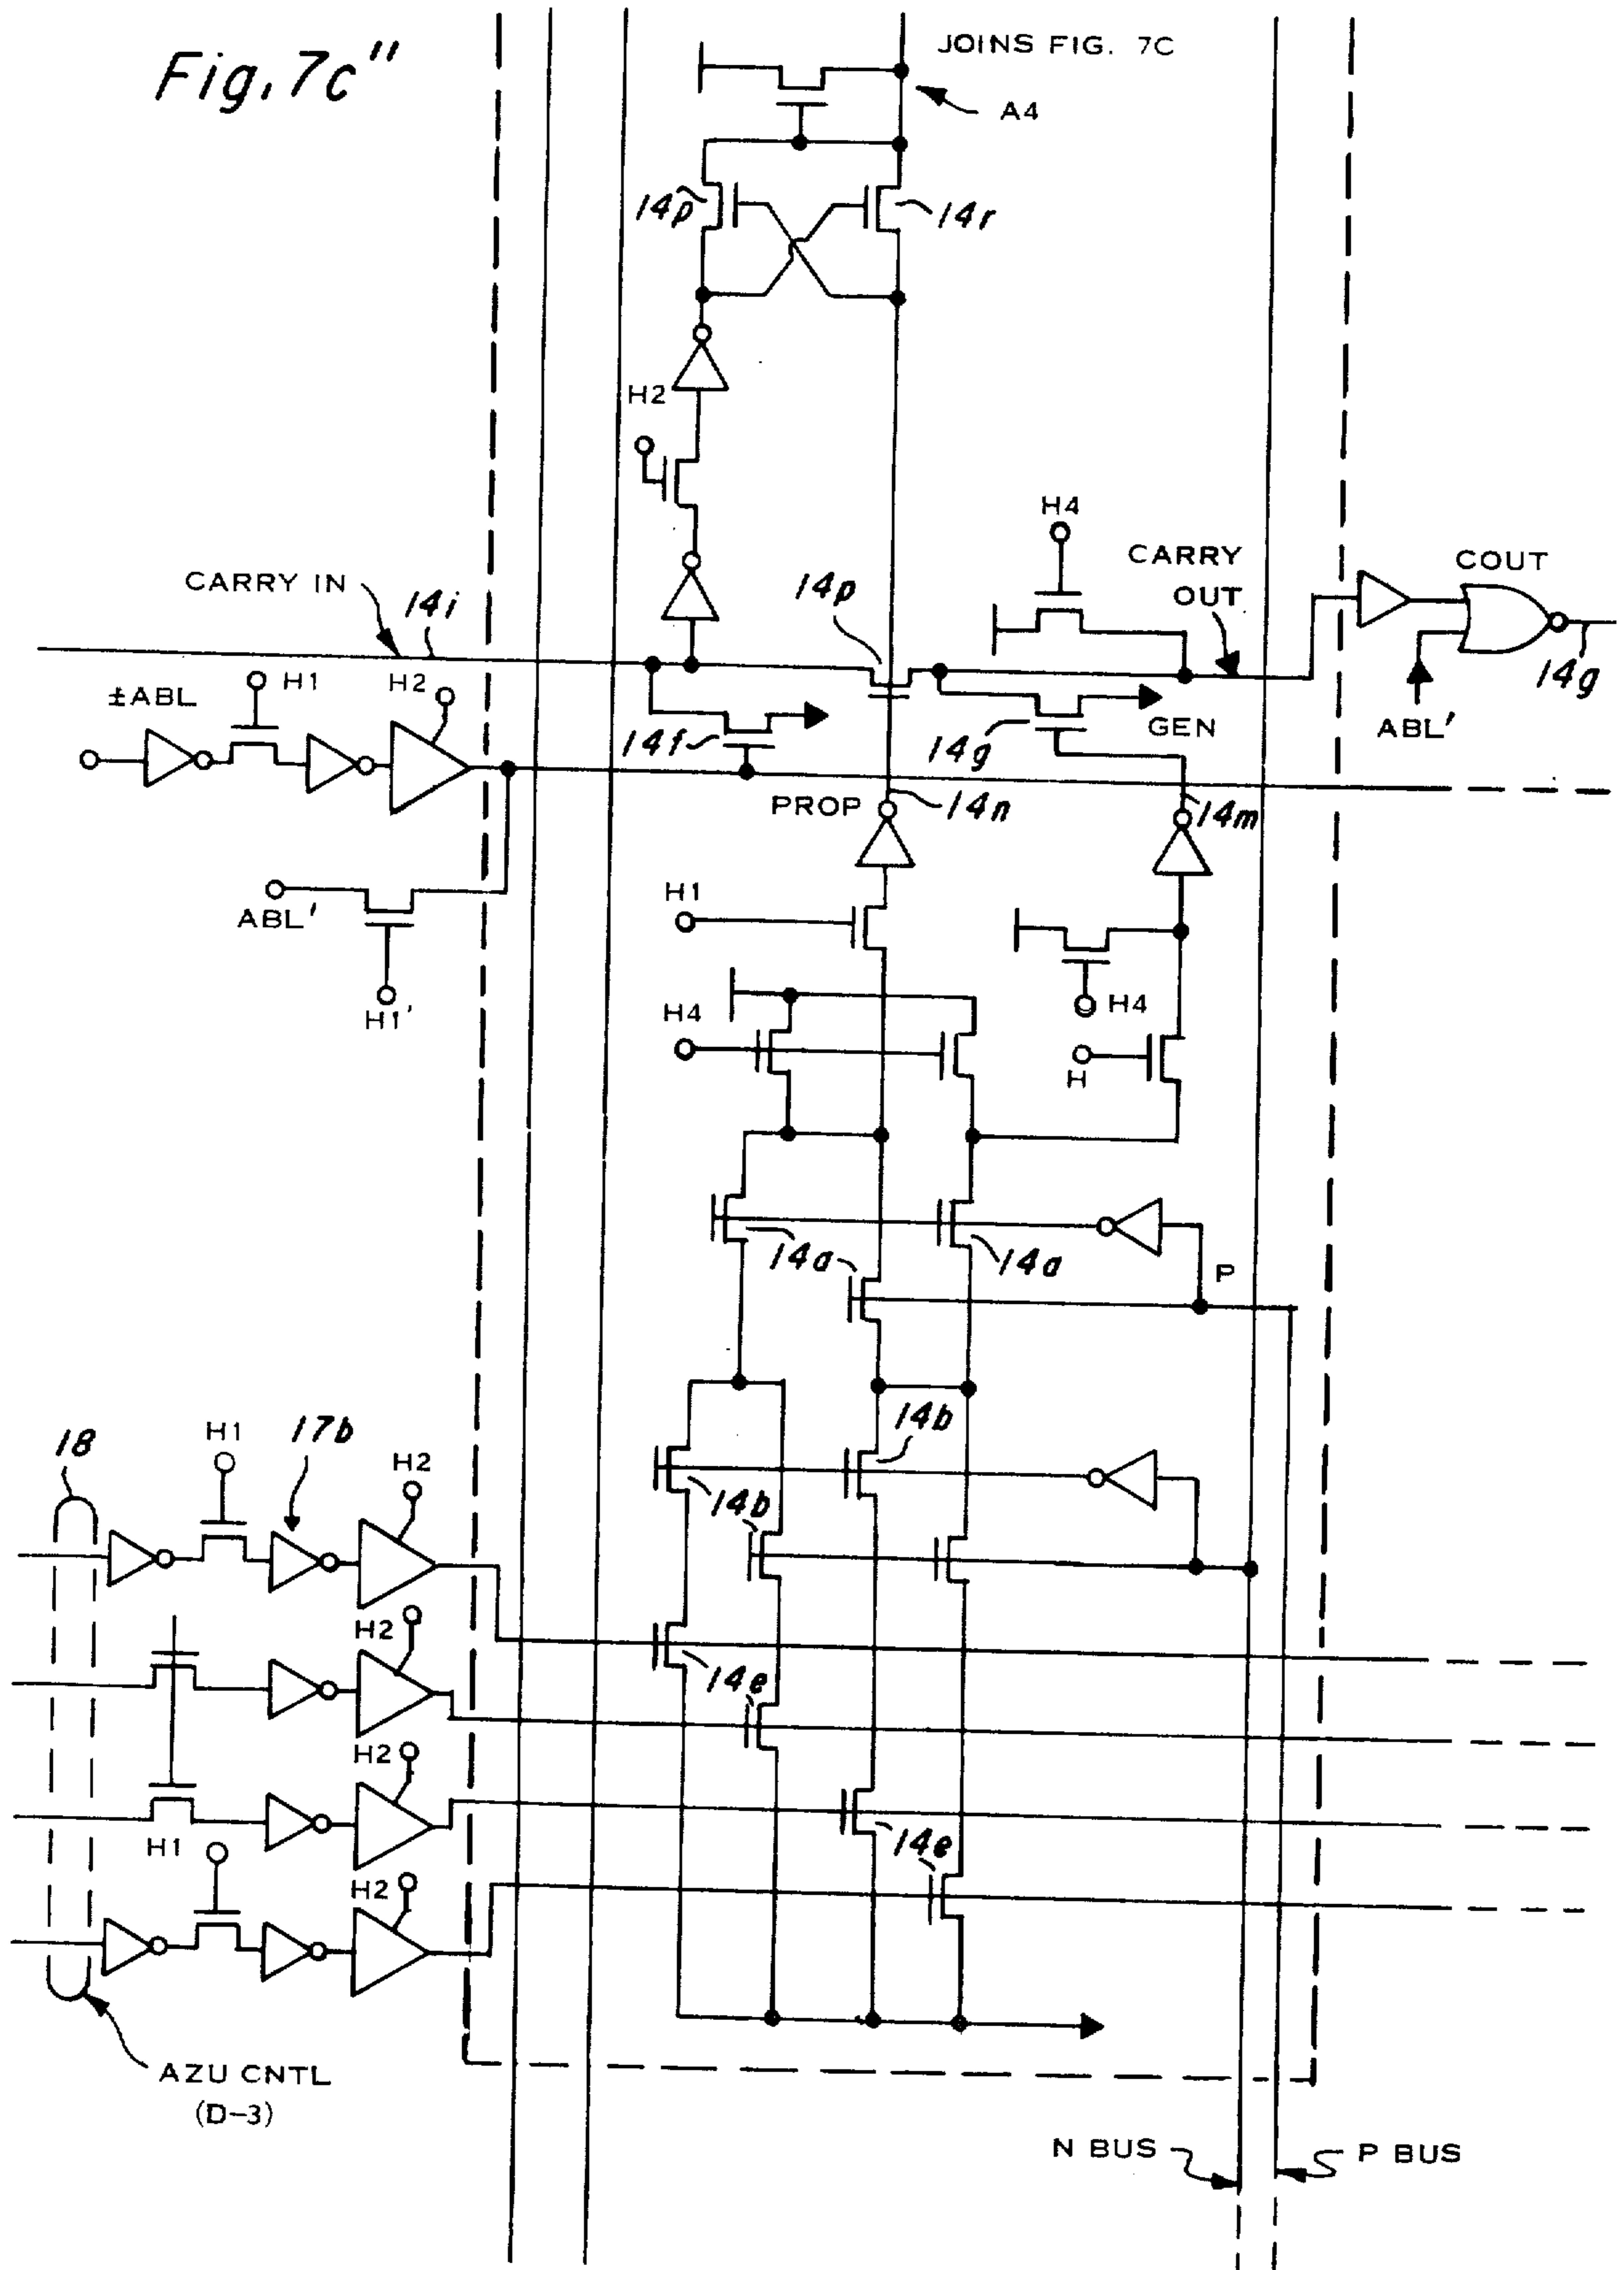 Fig. 7c"
JOINS FIG. 7C
A4
14p
14r
H2
H4
CARRY IN
14i
14p
CARRY
OUT
COUT
±ABL
H1
H2
14f
14g
GEN
ABL'
14g
PROP
14n
14m
ABL'
H1
H1'
H4
H4
H
14a
14a
P
18
H1
17b
H2
14b
14b
H2
14e
H2
H1
14e
14e
H2
AZU CNTL
(D-3)
N BUS
P BUS